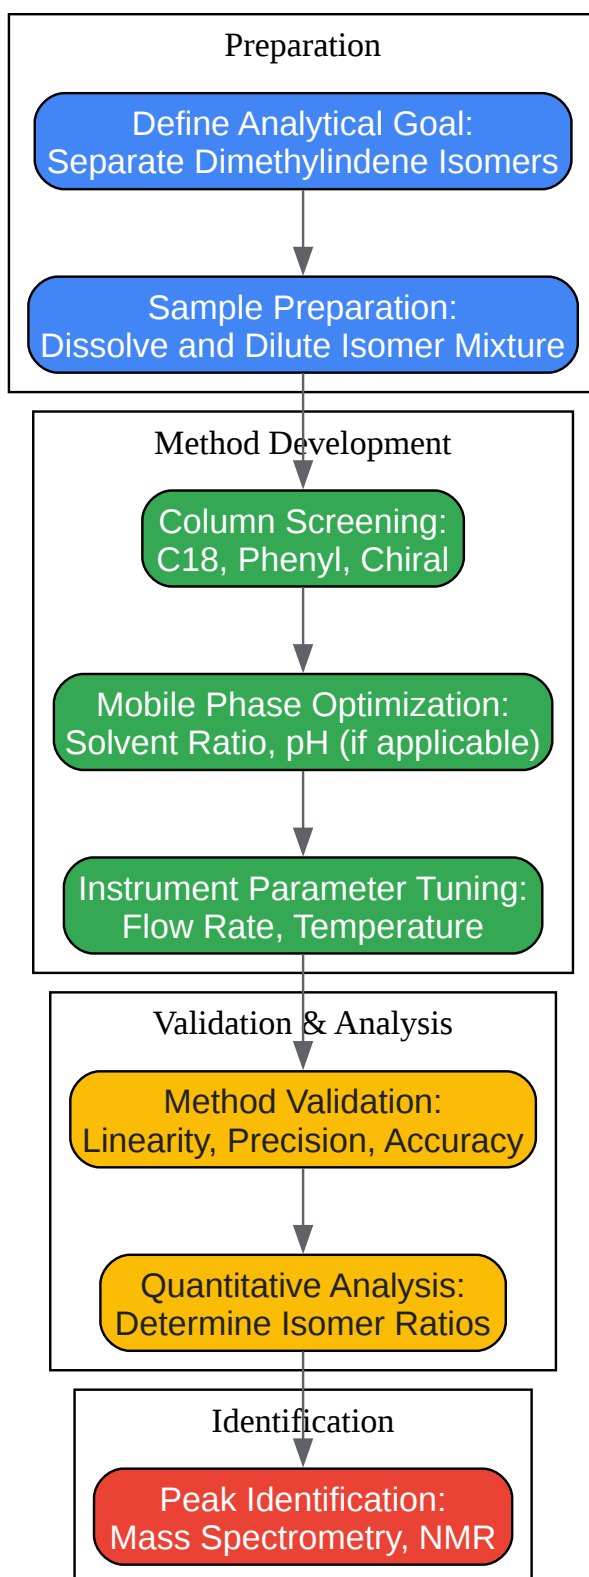 Preparation
Define Analytical Goal:
Separate Dimethylindene Isomers
Sample Preparation:
Dissolve and Dilute Isomer Mixture
Method Development
Column Screening:
C18, Phenyl, Chiral
Mobile Phase Optimization:
Solvent Ratio, pH (if applicable)
Instrument Parameter Tuning:
Flow Rate, Temperature
Validation & Analysis
Method Validation:
Linearity, Precision, Accuracy
Quantitative Analysis:
Determine Isomer Ratios
Identification
Peak Identification:
Mass Spectrometry, NMR